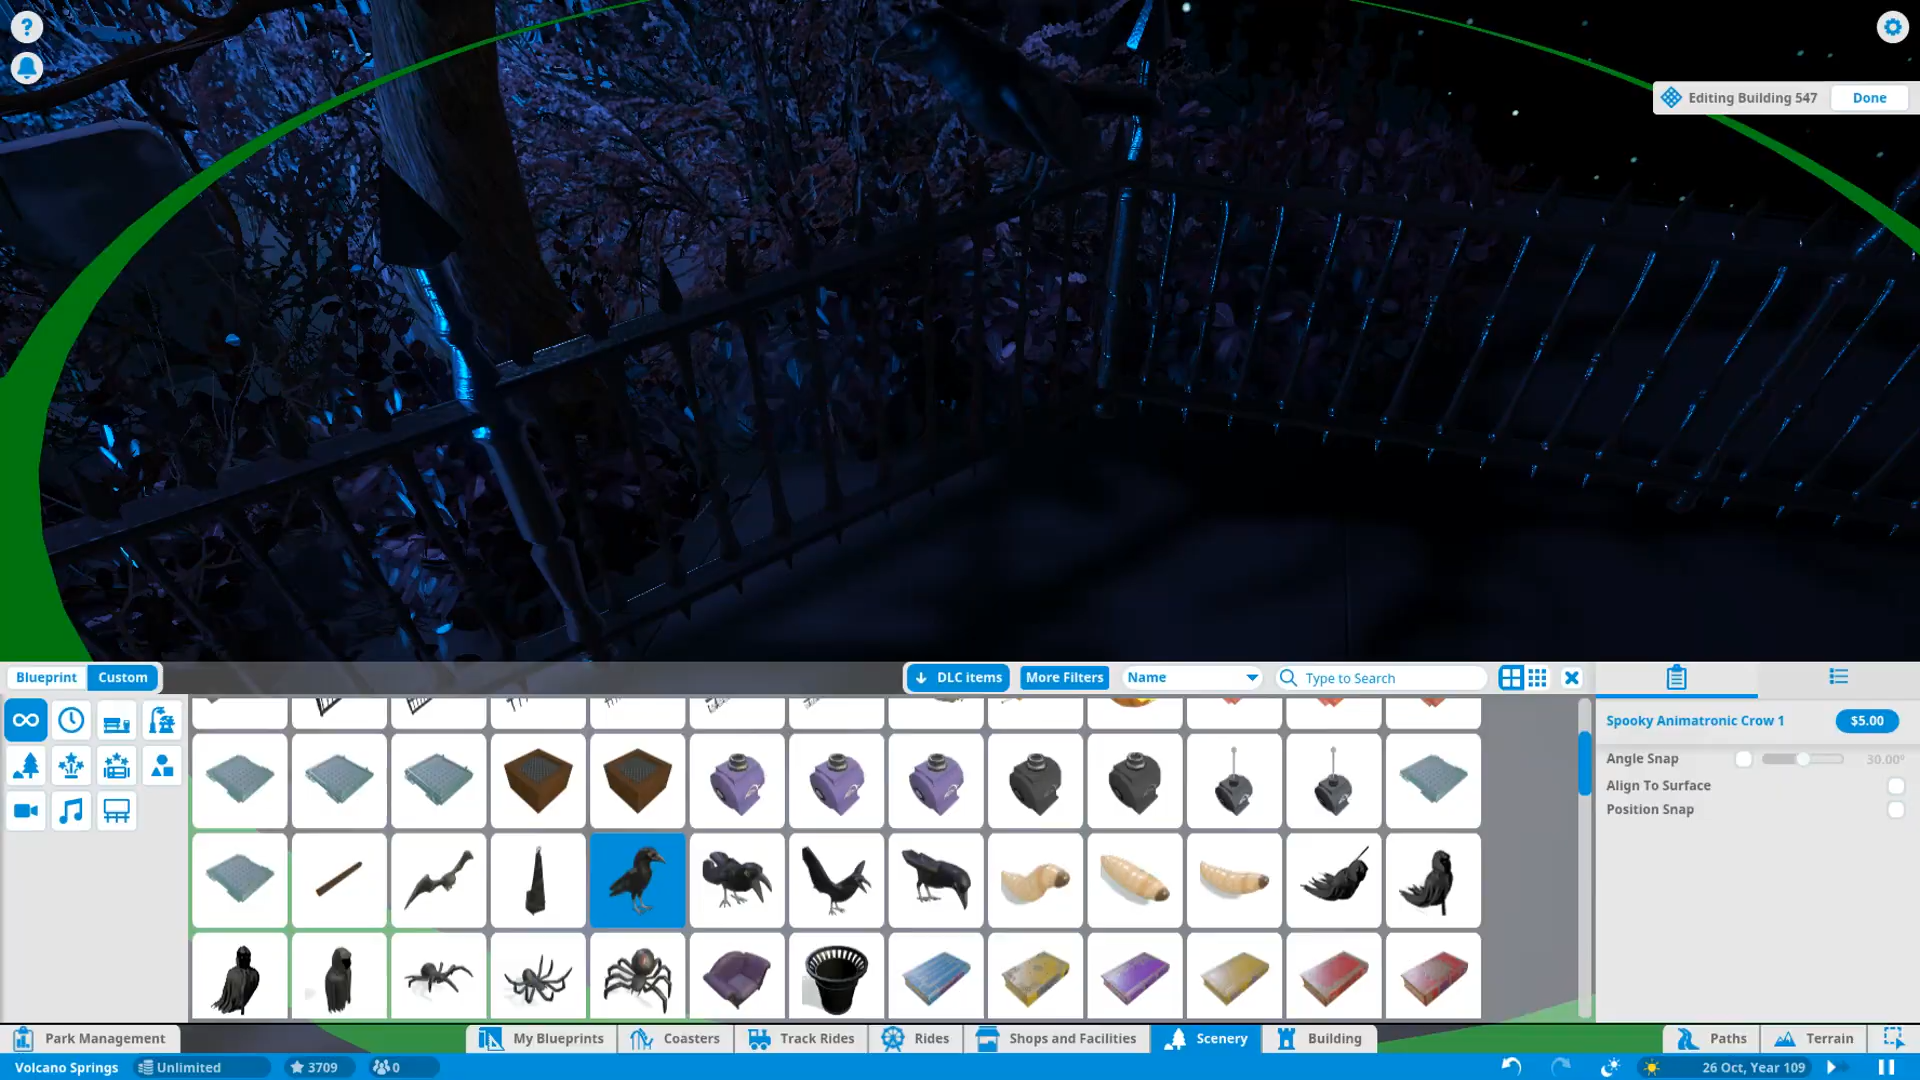 ?
Editing Building 547
Done
Blueprint
Custom
DLC items
More Filters
Name
Type to Search
Spooky Animatronic Crow 1
$5.00
Angle Snap
30.00°
Align To Surface
Position Snap
Park Management
My Blueprints
Coasters
Track Rides
Rides
Shops and Facilities
Scenery
Building
Paths
Terrain
Volcano Springs
Unlimited
3709
0
26 Oct, Year 109